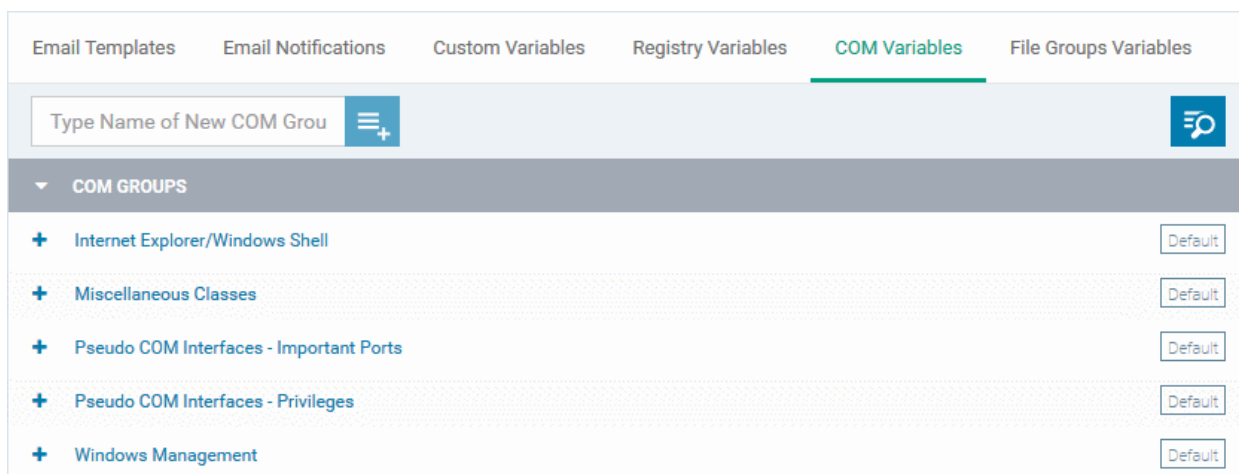 Email Templates Email Notifications Custom Variables Registry Variables COM Variables File Groups Variables
Type Name of New COM Grou
COM GROUPS
Internet Explorer/Windows Shell Default
Miscellaneous Classes Default
Pseudo COM Interfaces - Important Ports Default
Pseudo COM Interfaces - Privileges Default
Windows Management Default